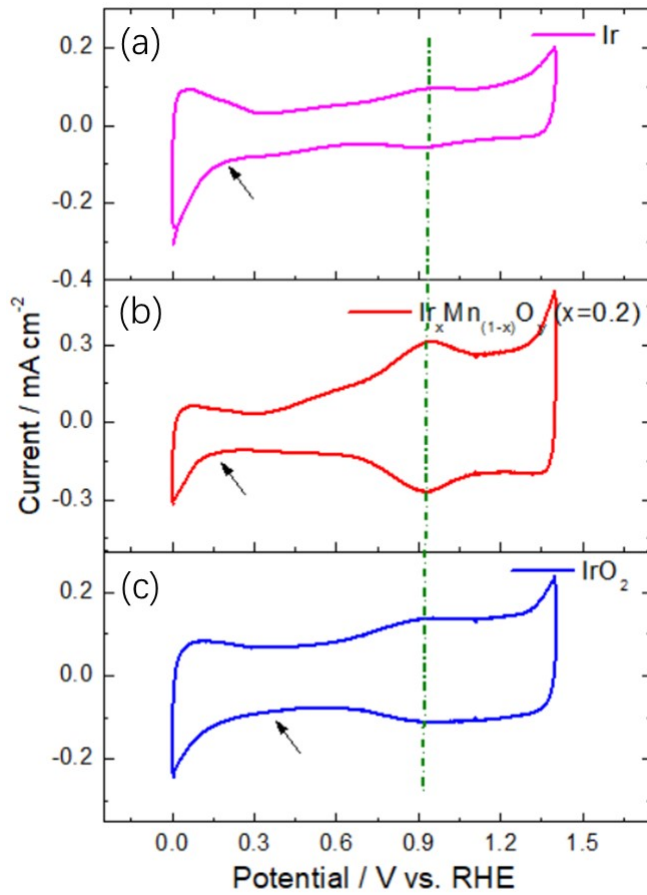 (a)
Ir
0.2
0.0
-0.2
-0.4
(b)
IrₓMn₍₁₋ₓ₎Oᵧ (x=0.2)
0.3
0.0
-0.3
(c)
IrO₂
0.2
0.0
-0.2
0.0 0.3 0.6 0.9 1.2 1.5
Current / mA cm⁻²
Potential / V vs. RHE